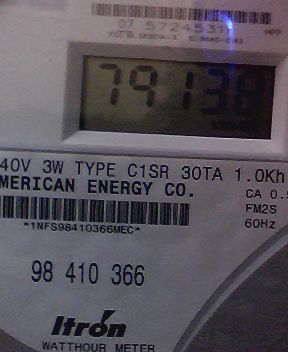 79138
40V 3W TYPE C1SR 30TA 1.0Kh
MERICAN ENERGY CO.
CA 0.5
FM2S
60Hz
*1NFS98410366MEC*
98 410 366
Itrón
WATTHOUR METER